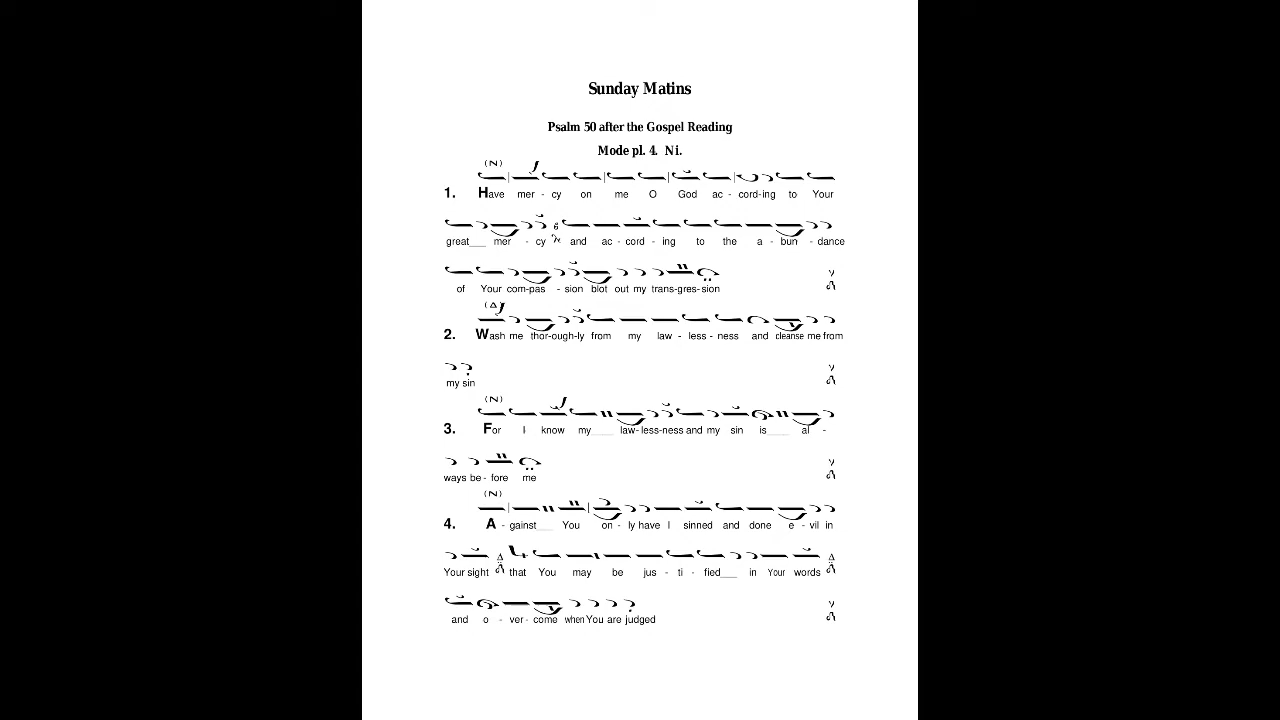 Sunday Matins
Psalm 50 after the Gospel Reading
Mode pl. 4. Ni.
(N)
1. Have mer - cy on me O God ac - cord-ing to Your
great___ mer - cy and ac - cord - ing to the a - bun - dance
of Your com-pas - sion blot out my trans-gres-sion
(Δ)
2. Wash me thor-ough-ly from my law - less - ness and cleanse me from
my sin
(N)
3. For I know my____ law-less-ness and my sin is____ al -
ways be - fore me
(N)
4. A - gainst___ You on - ly have I sinned and done e - vil in
Your sight that You may be jus - ti - fied___ in Your words
and o - ver - come when You are judged